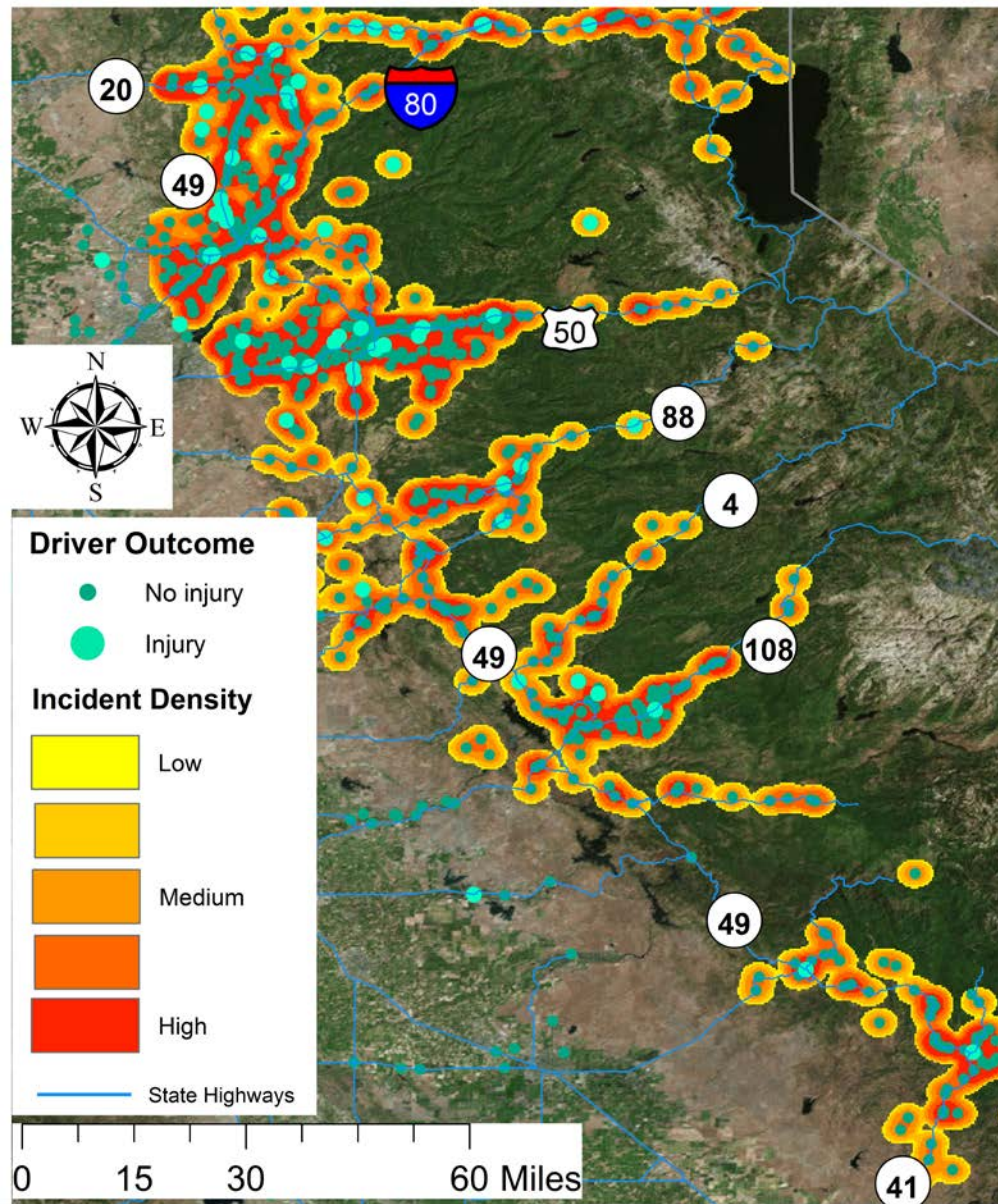 20
80
49
50
N
W
E
S
88
4
Driver Outcome
No injury
Injury
49
108
Incident Density
Low
Medium
49
High
State Highways
0 15 30 60 Miles
41